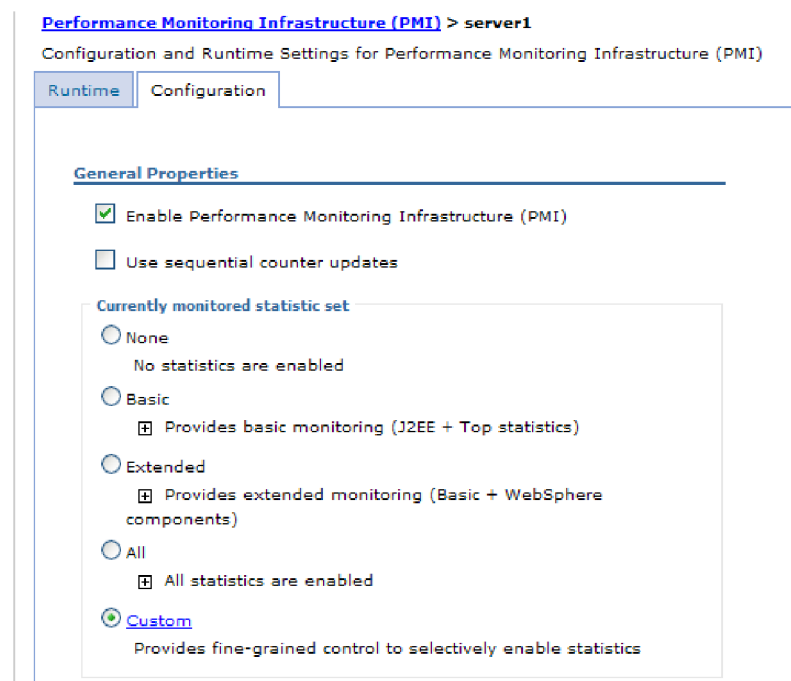 Performance Monitoring Infrastructure (PMI) > server1
Configuration and Runtime Settings for Performance Monitoring Infrastructure (PMI)
Runtime Configuration
General Properties
Enable Performance Monitoring Infrastructure (PMI)
Use sequential counter updates
Currently monitored statistic set
None
No statistics are enabled
Basic
Provides basic monitoring (J2EE + Top statistics)
Extended
Provides extended monitoring (Basic + WebSphere
components)
All
All statistics are enabled
Custom
Provides fine-grained control to selectively enable statistics